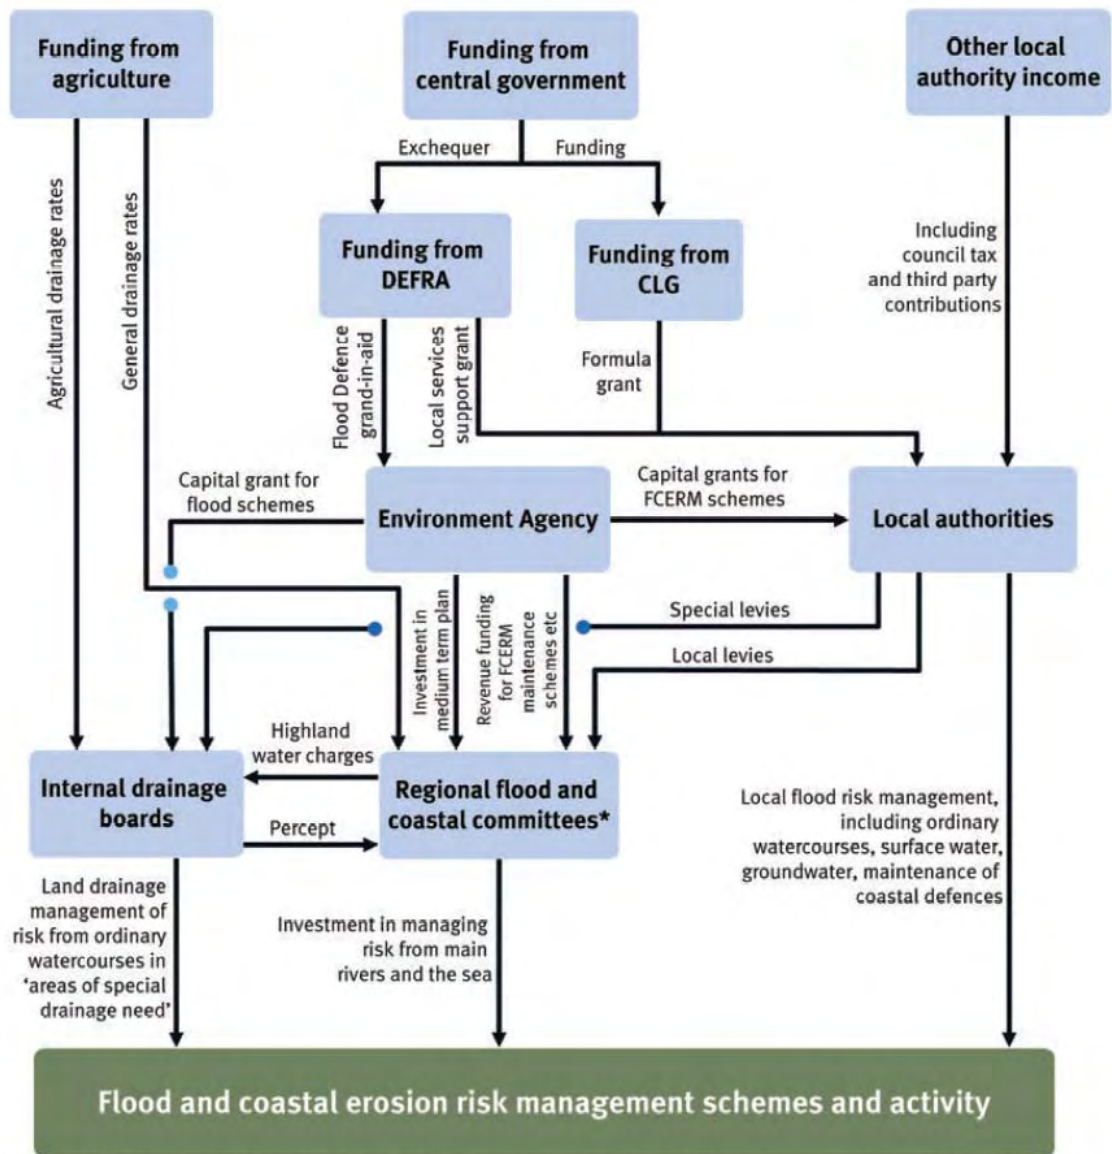 Funding from
agriculture
Funding from
central government
Other local
authority income
Exchequer
Funding
Agricultural drainage rates
General drainage rates
Funding from
DEFRA
Funding from
CLG
Including
council tax
and third party
contributions
Flood Defence
grand-in-aid
Local services
support grant
Formula
grant
Capital grant for
flood schemes
Environment Agency
Capital grants for
FCERM schemes
Local authorities
Investment in
medium term plan
Revenue funding
for FCERM
maintenance
schemes etc
Special levies
Local levies
Highland
water charges
Internal drainage
boards
Regional flood and
coastal committees*
Percept
Local flood risk management,
including ordinary
watercourses, surface water,
groundwater, maintenance of
coastal defences
Land drainage
management of
risk from ordinary
watercourses in
‘areas of special
drainage need’
Investment in managing
risk from main
rivers and the sea
Flood and coastal erosion risk management schemes and activity